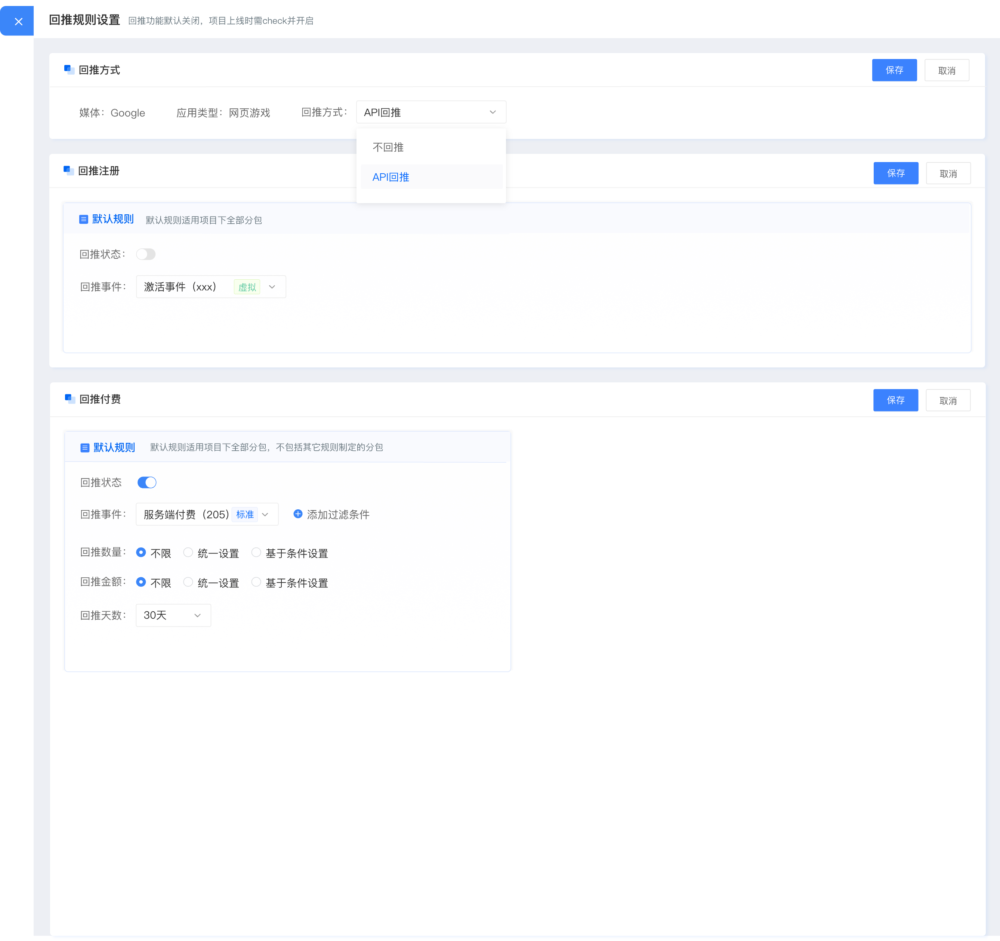 回推规则设置 回推功能默认关闭，项目上线时需check并开启
回推方式 保存 取消
媒体：Google 应用类型：网页游戏 回推方式： API回推
不回推
API回推
回推注册 保存 取消
默认规则 默认规则适用项目下全部分包
回推状态：
回推事件： 激活事件（xxx） 虚拟
回推付费 保存 取消
默认规则 默认规则适用项目下全部分包，不包括其它规则制定的分包
回推状态
回推事件： 服务端付费（205） 标准 添加过滤条件
回推数量： 不限 统一设置 基于条件设置
回推金额： 不限 统一设置 基于条件设置
回推天数： 30天